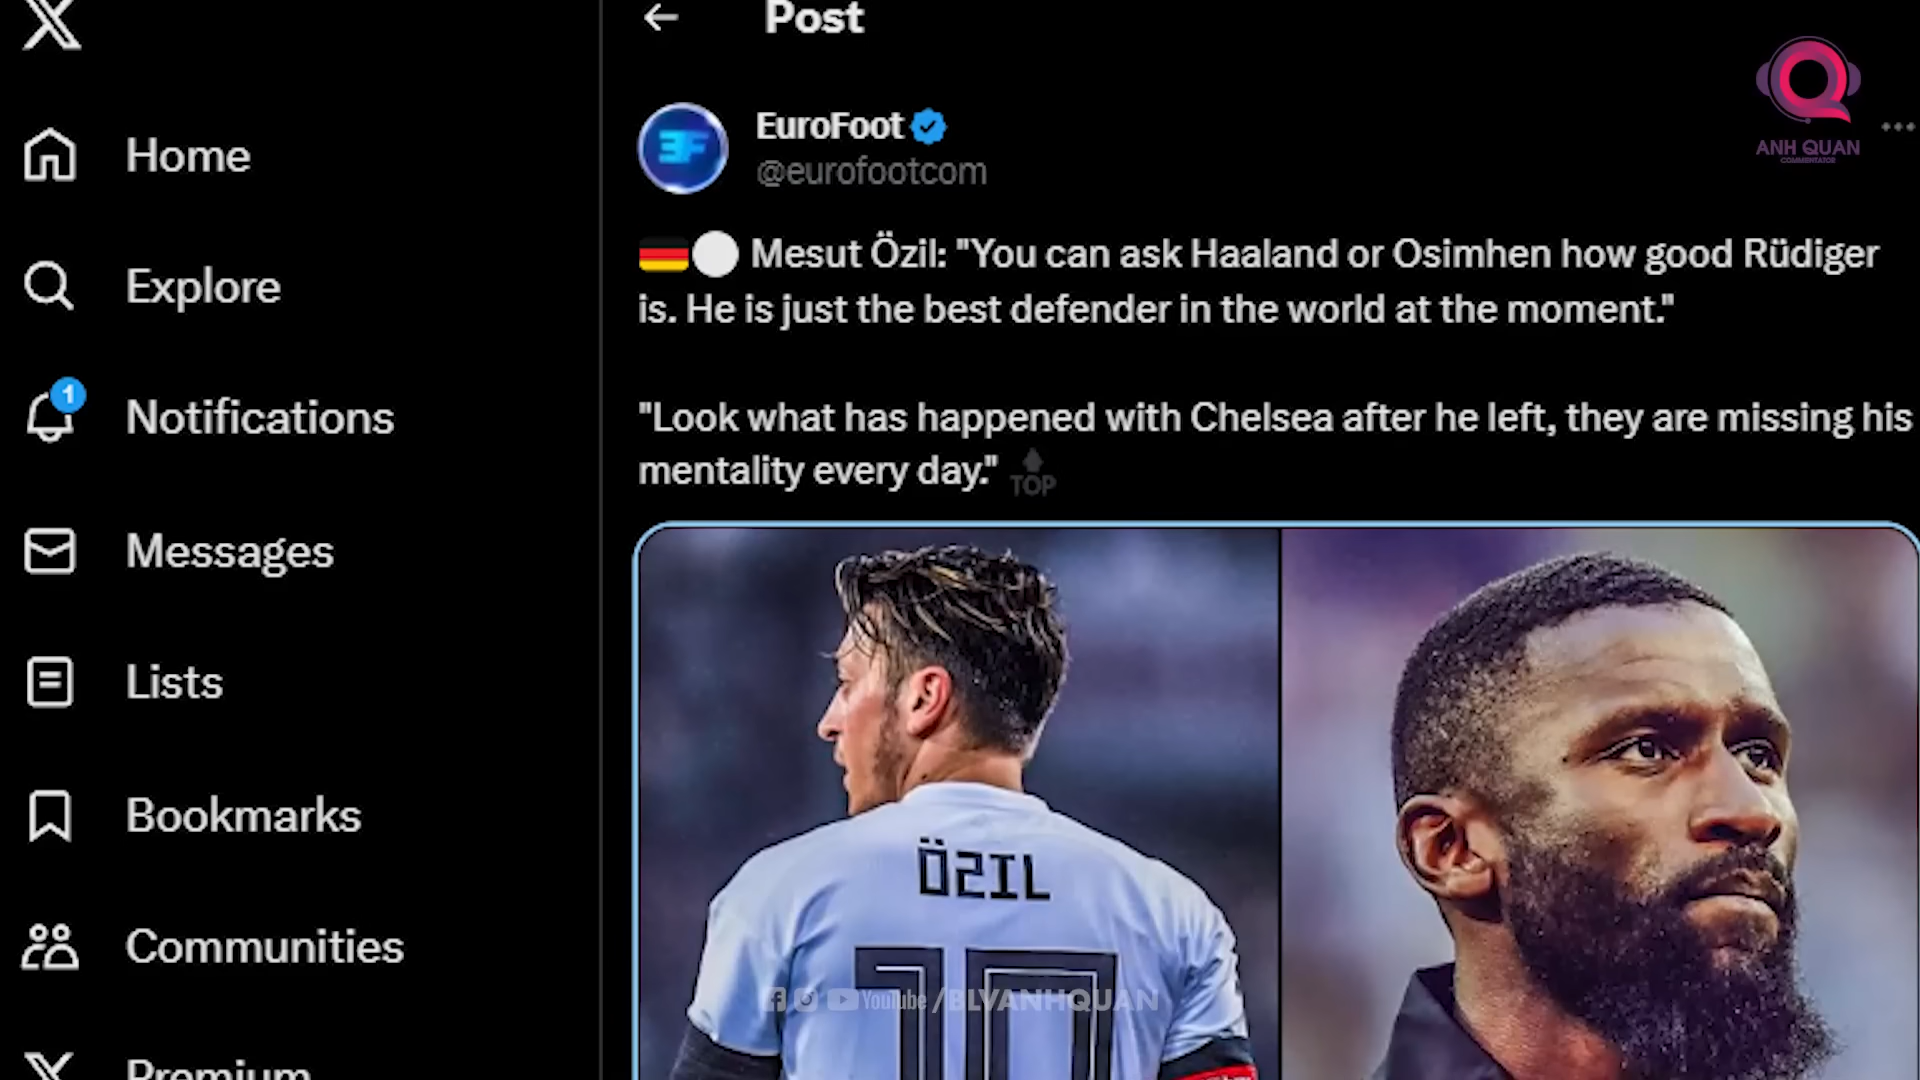 Post
Home
Explore
1
Notifications
Messages
Lists
Bookmarks
Communities
Premium
EuroFoot
@eurofootcom
Mesut Özil: "You can ask Haaland or Osimhen how good Rüdiger
is. He is just the best defender in the world at the moment."
"Look what has happened with Chelsea after he left, they are missing his
mentality every day."
TOP
ÖZIL
10
YouTube /BLVANHQUAN
ANH QUAN
COMMENTATOR